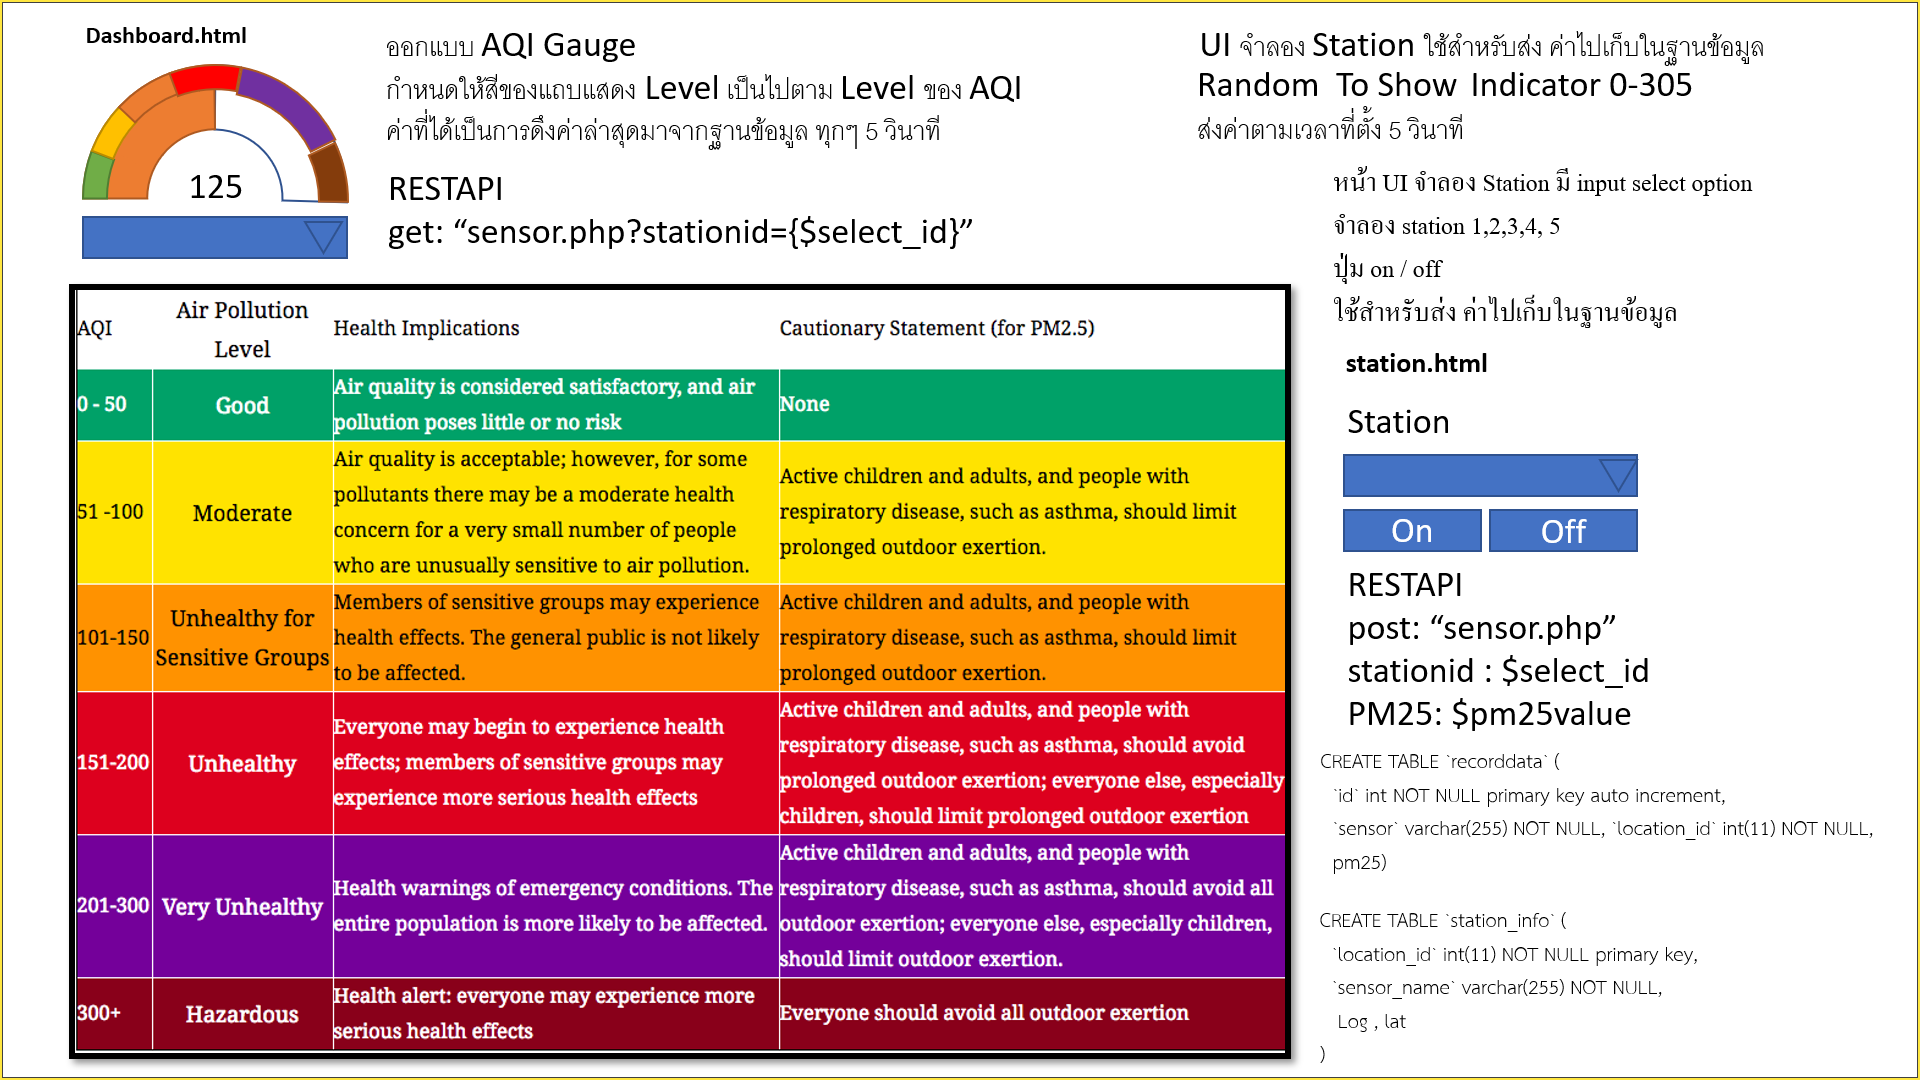 Dashboard.html
125
ออกแบบ AQI Gauge
กำหนดให้สีของแถบแสดง Level เป็นไปตาม Level ของ AQI
ค่าที่ได้เป็นการดึงค่าล่าสุดมาจากฐานข้อมูล ทุกๆ 5 วินาที
RESTAPI
get: “sensor.php?stationid={$select_id}”
AQI
Air Pollution
Level
Health Implications
Cautionary Statement (for PM2.5)
0 - 50
Good
Air quality is considered satisfactory, and air
pollution poses little or no risk
None
51 -100
Moderate
Air quality is acceptable; however, for some
pollutants there may be a moderate health
concern for a very small number of people
who are unusually sensitive to air pollution.
Active children and adults, and people with
respiratory disease, such as asthma, should limit
prolonged outdoor exertion.
101-150
Unhealthy for
Sensitive Groups
Members of sensitive groups may experience
health effects. The general public is not likely
to be affected.
Active children and adults, and people with
respiratory disease, such as asthma, should limit
prolonged outdoor exertion.
151-200
Unhealthy
Everyone may begin to experience health
effects; members of sensitive groups may
experience more serious health effects
Active children and adults, and people with
respiratory disease, such as asthma, should avoid
prolonged outdoor exertion; everyone else, especially
children, should limit prolonged outdoor exertion
201-300
Very Unhealthy
Health warnings of emergency conditions. The
entire population is more likely to be affected.
Active children and adults, and people with
respiratory disease, such as asthma, should avoid all
outdoor exertion; everyone else, especially children,
should limit outdoor exertion.
300+
Hazardous
Health alert: everyone may experience more
serious health effects
Everyone should avoid all outdoor exertion
UI จำลอง Station ใช้สำหรับส่ง ค่าไปเก็บในฐานข้อมูล
Random To Show Indicator 0-305
ส่งค่าตามเวลาที่ตั้ง 5 วินาที
หน้า UI จำลอง Station มี input select option
จำลอง station 1,2,3,4, 5
ปุ่ม on / off
ใช้สำหรับส่ง ค่าไปเก็บในฐานข้อมูล
station.html
Station
On
Off
RESTAPI
post: “sensor.php”
stationid : $select_id
PM25: $pm25value
CREATE TABLE `recorddata` (
`id` int NOT NULL primary key auto increment,
`sensor` varchar(255) NOT NULL, `location_id` int(11) NOT NULL,
pm25)
CREATE TABLE `station_info` (
`location_id` int(11) NOT NULL primary key,
`sensor_name` varchar(255) NOT NULL,
Log , lat
)